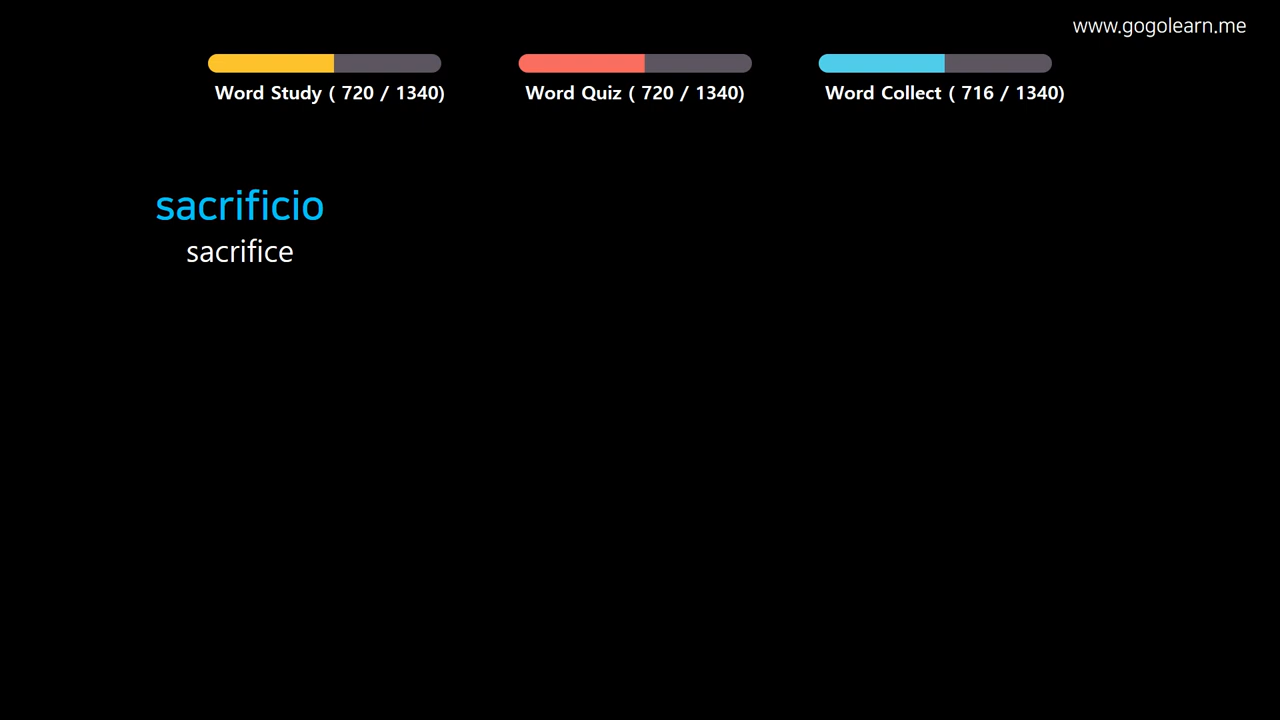 www.gogolearn.me
Word Study ( 720 / 1340)
Word Quiz ( 720 / 1340)
Word Collect ( 716 / 1340)
sacrificio
sacrifice